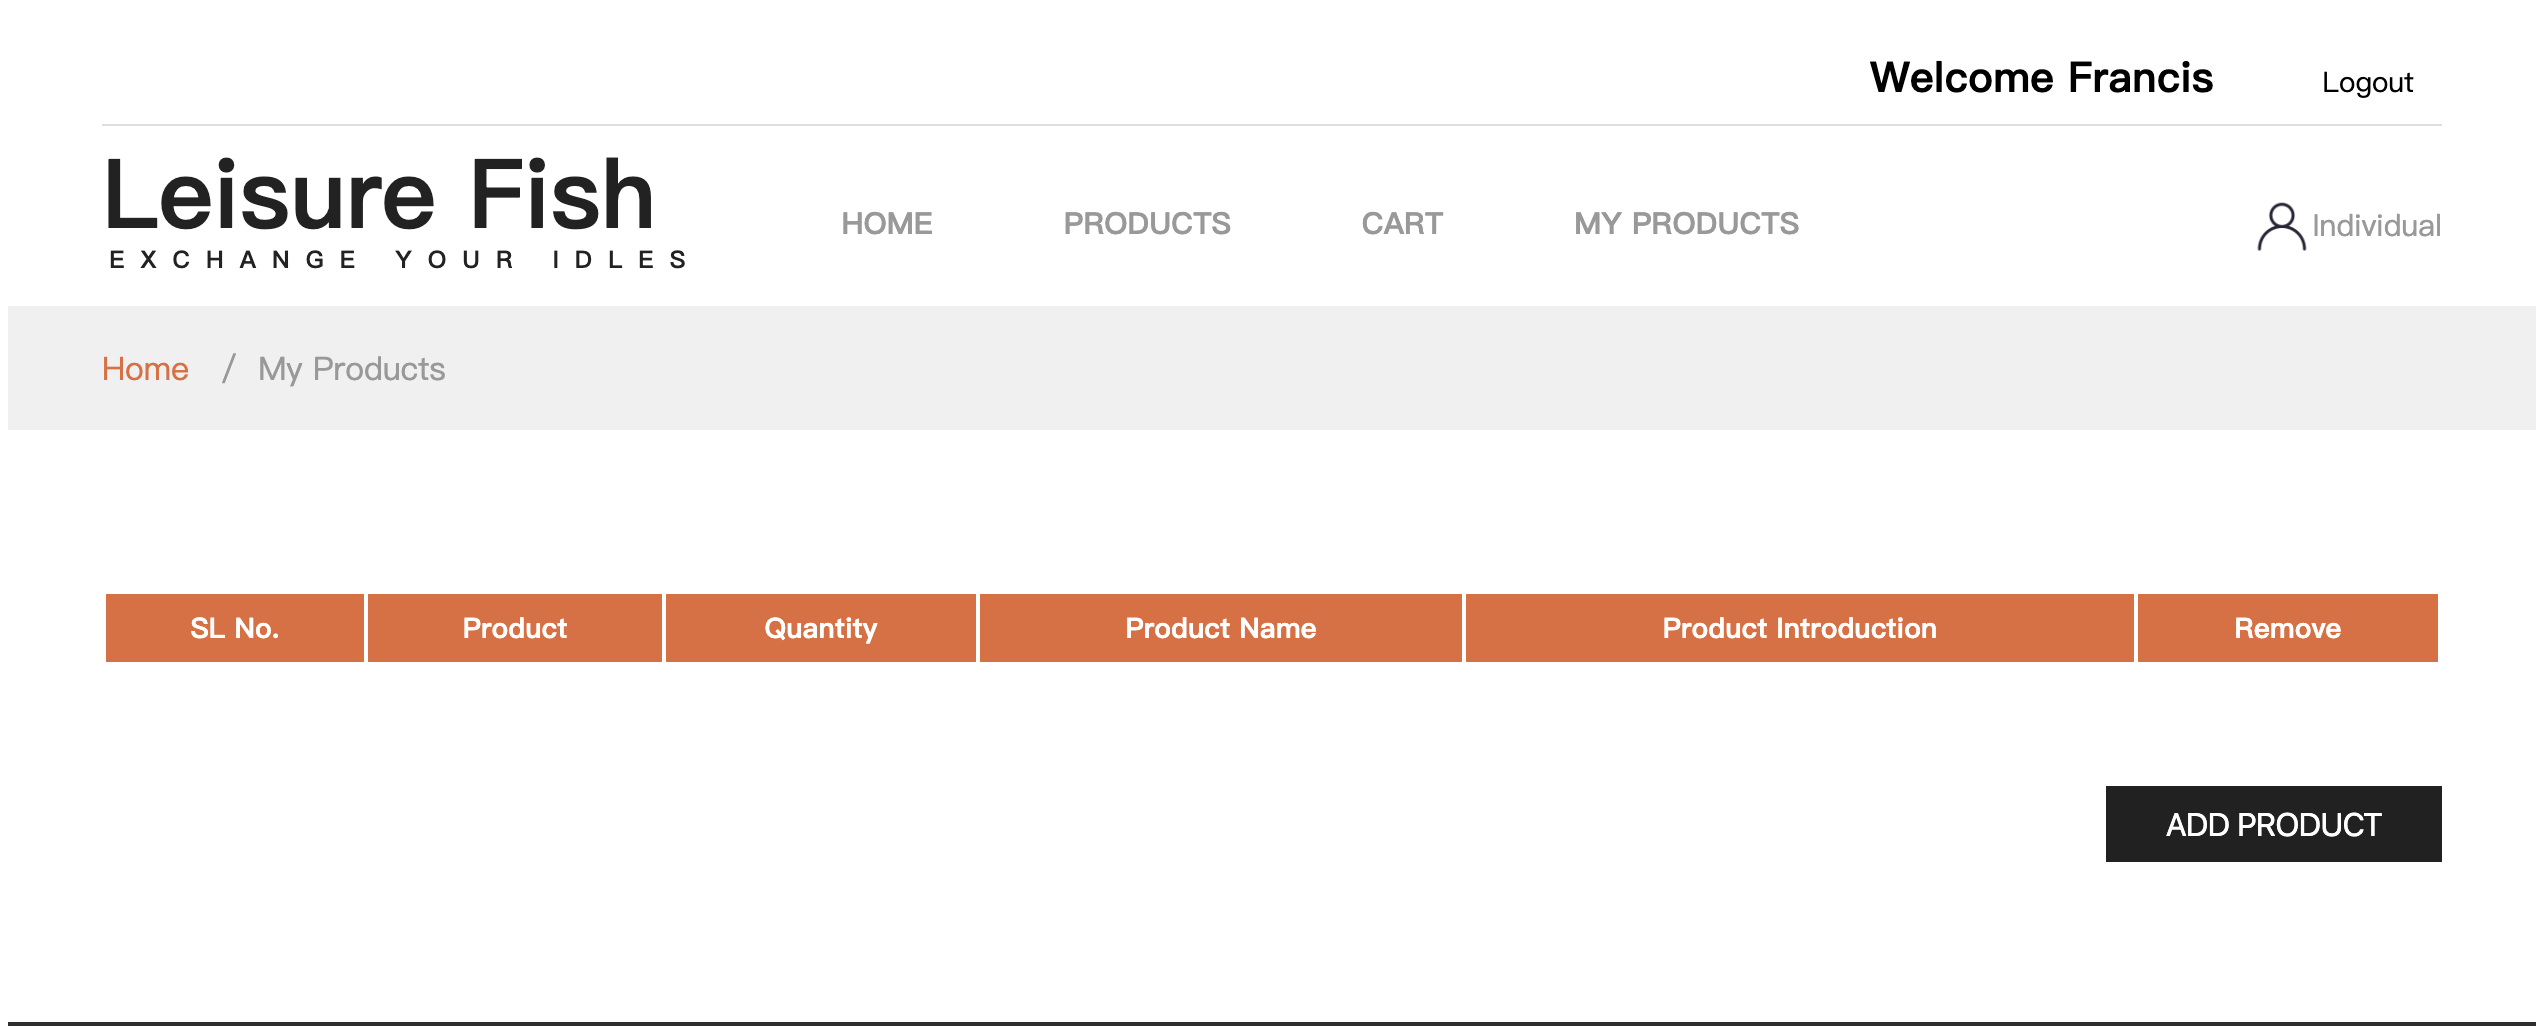 Welcome Francis Logout
Leisure Fish
EXCHANGE YOUR IDLES
HOME PRODUCTS CART MY PRODUCTS Individual
Home / My Products
SL No. Product Quantity Product Name Product Introduction Remove
ADD PRODUCT